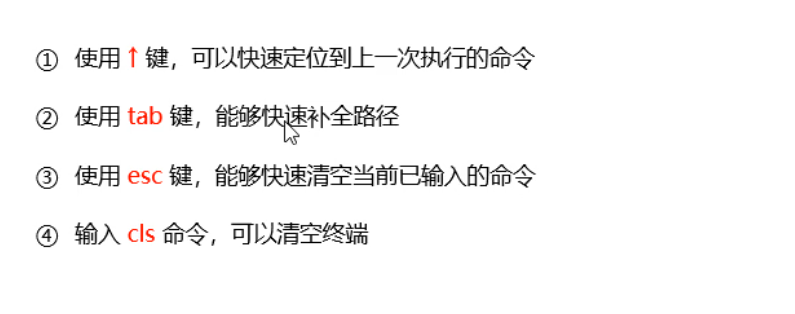 ① 使用 ↑ 键，可以快速定位到上一次执行的命令
② 使用 tab 键，能够快速补全路径
③ 使用 esc 键，能够快速清空当前已输入的命令
④ 输入 cls 命令，可以清空终端